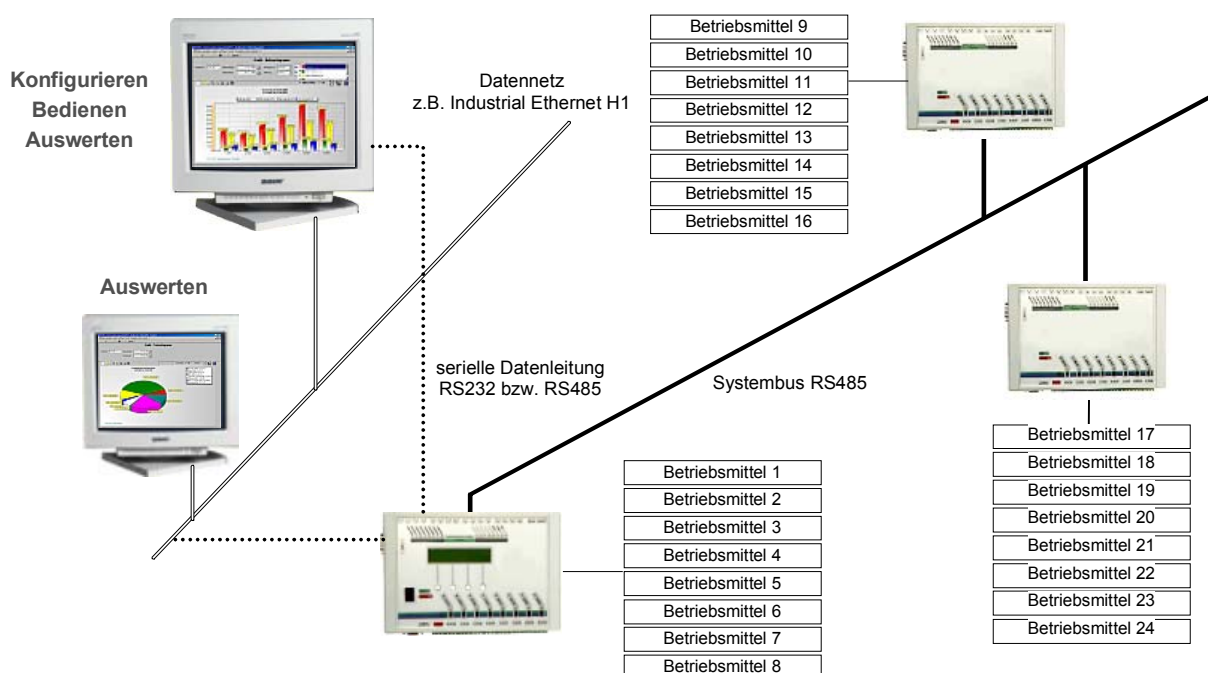 Konfigurieren
Bedienen
Auswerten
Datennetz
z.B. Industrial Ethernet H1
Betriebsmittel 9
Betriebsmittel 10
Betriebsmittel 11
Betriebsmittel 12
Betriebsmittel 13
Betriebsmittel 14
Betriebsmittel 15
Betriebsmittel 16
Auswerten
serielle Datenleitung
RS232 bzw. RS485
Systembus RS485
Betriebsmittel 17
Betriebsmittel 18
Betriebsmittel 19
Betriebsmittel 20
Betriebsmittel 21
Betriebsmittel 22
Betriebsmittel 23
Betriebsmittel 24
Betriebsmittel 1
Betriebsmittel 2
Betriebsmittel 3
Betriebsmittel 4
Betriebsmittel 5
Betriebsmittel 6
Betriebsmittel 7
Betriebsmittel 8